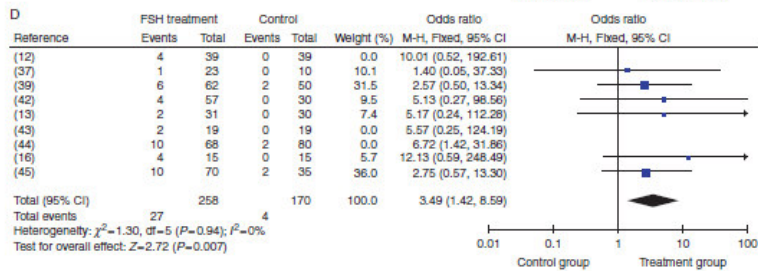 D
FSH treatment Control Odds ratio Odds ratio
Reference Events Total Events Total Weight (%) M-H, Fixed, 95% CI M-H, Fixed, 95% CI
(12) 4 39 0 39 0.0 10.01 (0.52, 192.61)
(37) 1 23 0 10 10.1 1.40 (0.05, 37.33)
(39) 6 62 2 50 31.5 2.57 (0.50, 13.34)
(42) 4 57 0 30 9.5 5.13 (0.27, 98.56)
(13) 2 31 0 30 7.4 5.17 (0.24, 112.28)
(43) 2 19 0 19 0.0 5.57 (0.25, 124.19)
(44) 10 68 2 80 0.0 6.72 (1.42, 31.86)
(16) 4 15 0 15 5.7 12.13 (0.59, 248.49)
(45) 10 70 2 35 36.0 2.75 (0.57, 13.30)
Total (95% CI) 258 170 100.0 3.49 (1.42, 8.59)
Total events 27 4
Heterogeneity: χ²=1.30, df=5 (P=0.94); I²=0%
Test for overall effect: Z=2.72 (P=0.007)
0.01 0.1 1 10 100
Control group Treatment group